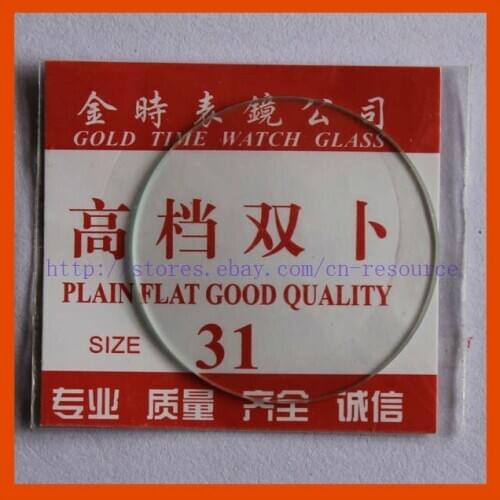 金時表鏡公司
GOLD TIME WATCH GLASS
高档双卜
http://stores.ebay.com/cn-resource
PLAIN FLAT GOOD QUALITY
SIZE 31
专业 质量 齐全 诚信